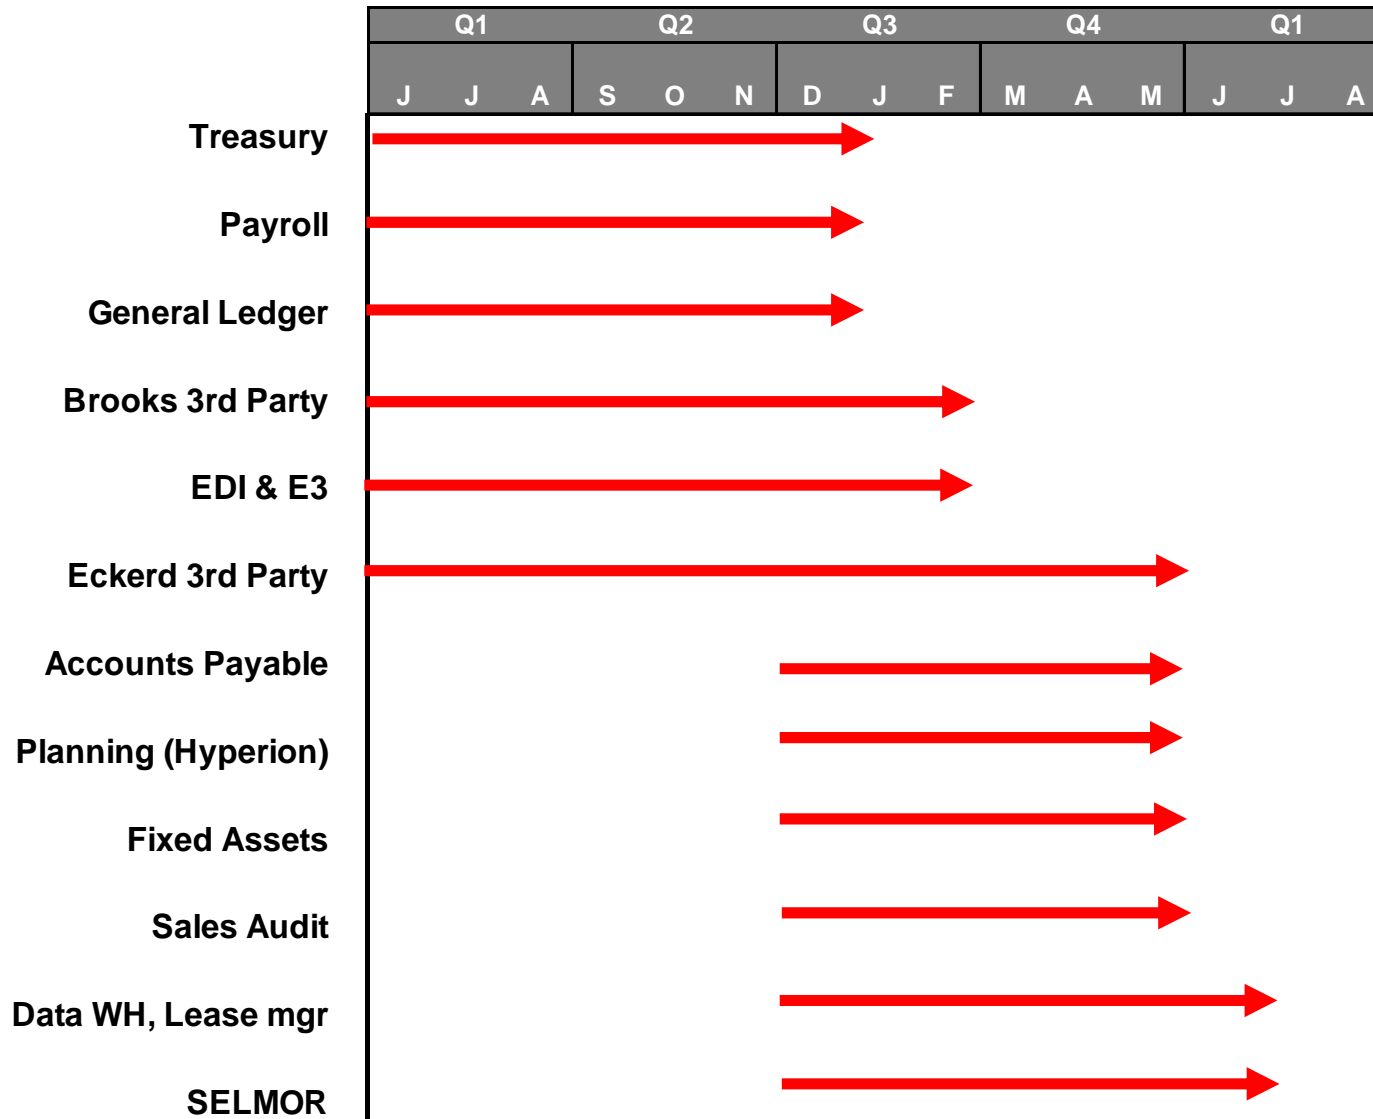 Q1 Q2 Q3 Q4 Q1
J J A S O N D J F M A M J J A
Treasury
Payroll
General Ledger
Brooks 3rd Party
EDI & E3
Eckerd 3rd Party
Accounts Payable
Planning (Hyperion)
Fixed Assets
Sales Audit
Data WH, Lease mgr
SELMOR